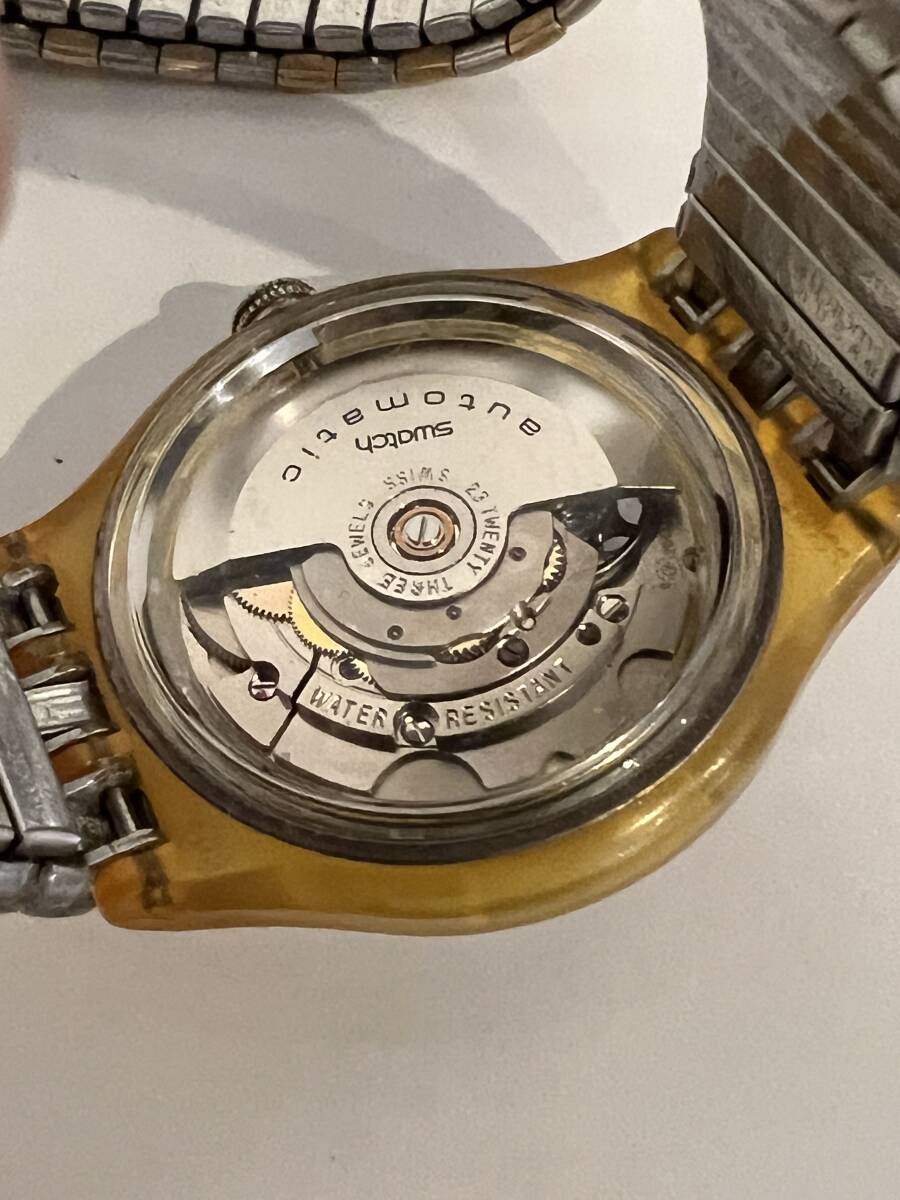 automatic
swatch
SWISS
23 TWENTY THREE JEWELS
WATER RESISTANT